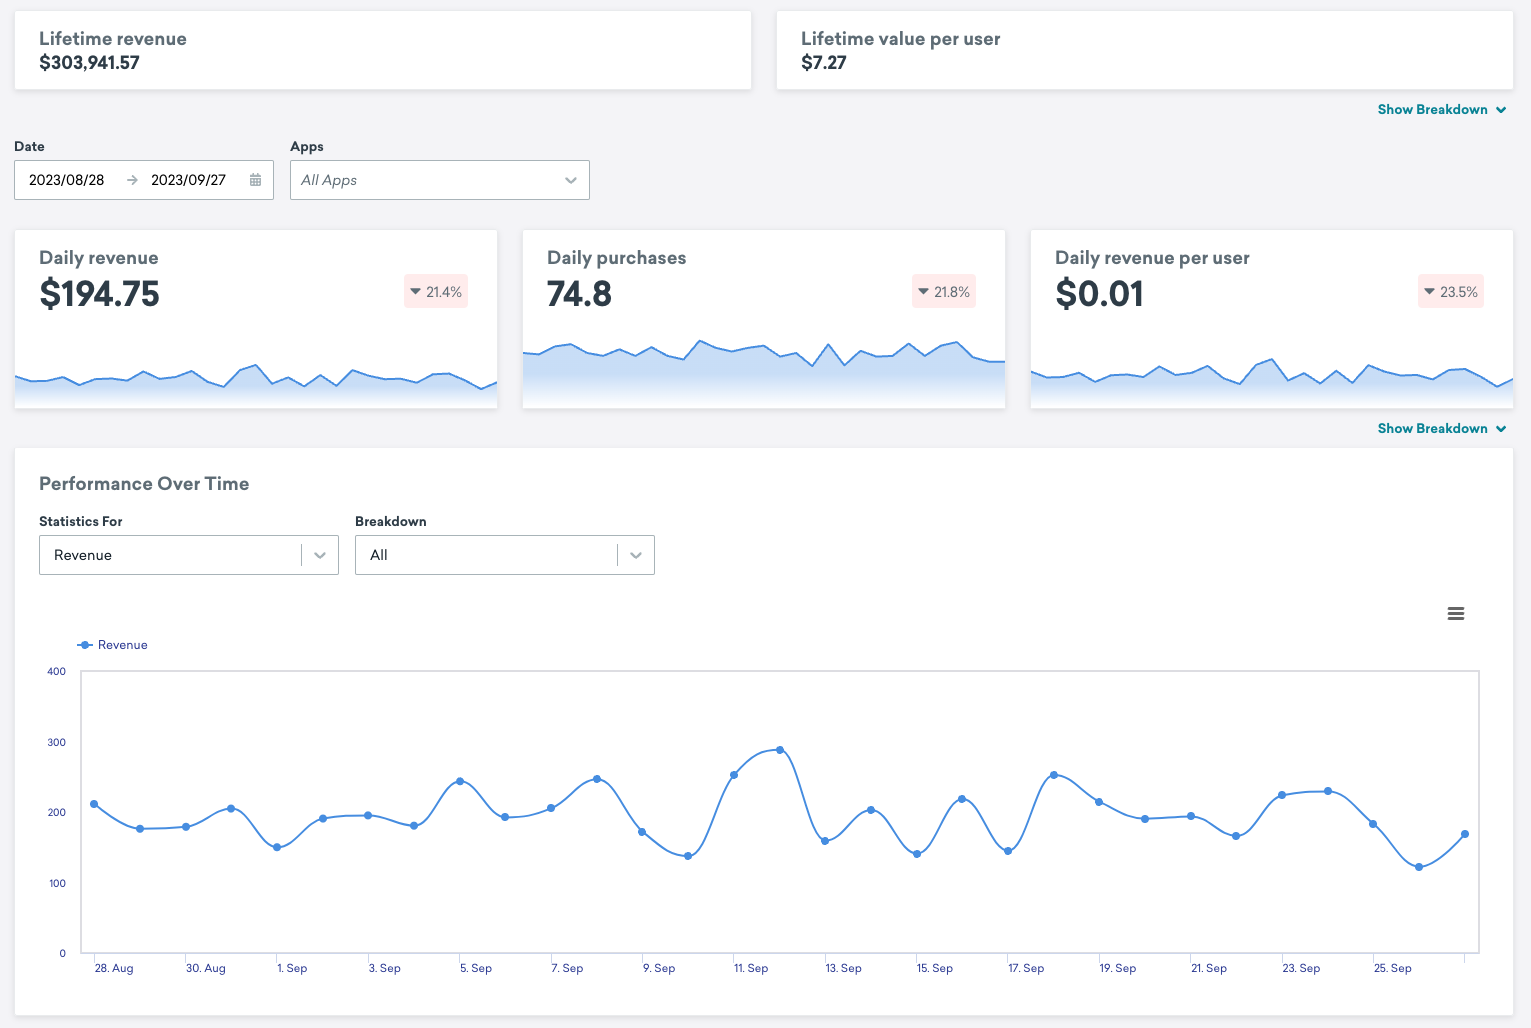 Lifetime revenue
$303,941.57
Lifetime value per user
$7.27
Show Breakdown
Date
Apps
2023/08/28
2023/09/27
All Apps
Daily revenue
$194.75
21.4%
Daily purchases
74.8
21.8%
Daily revenue per user
$0.01
23.5%
Show Breakdown
Performance Over Time
Statistics For
Breakdown
Revenue
All
Revenue
400
300
200
100
0
28. Aug
30. Aug
1. Sep
3. Sep
5. Sep
7. Sep
9. Sep
11. Sep
13. Sep
15. Sep
17. Sep
19. Sep
21. Sep
23. Sep
25. Sep